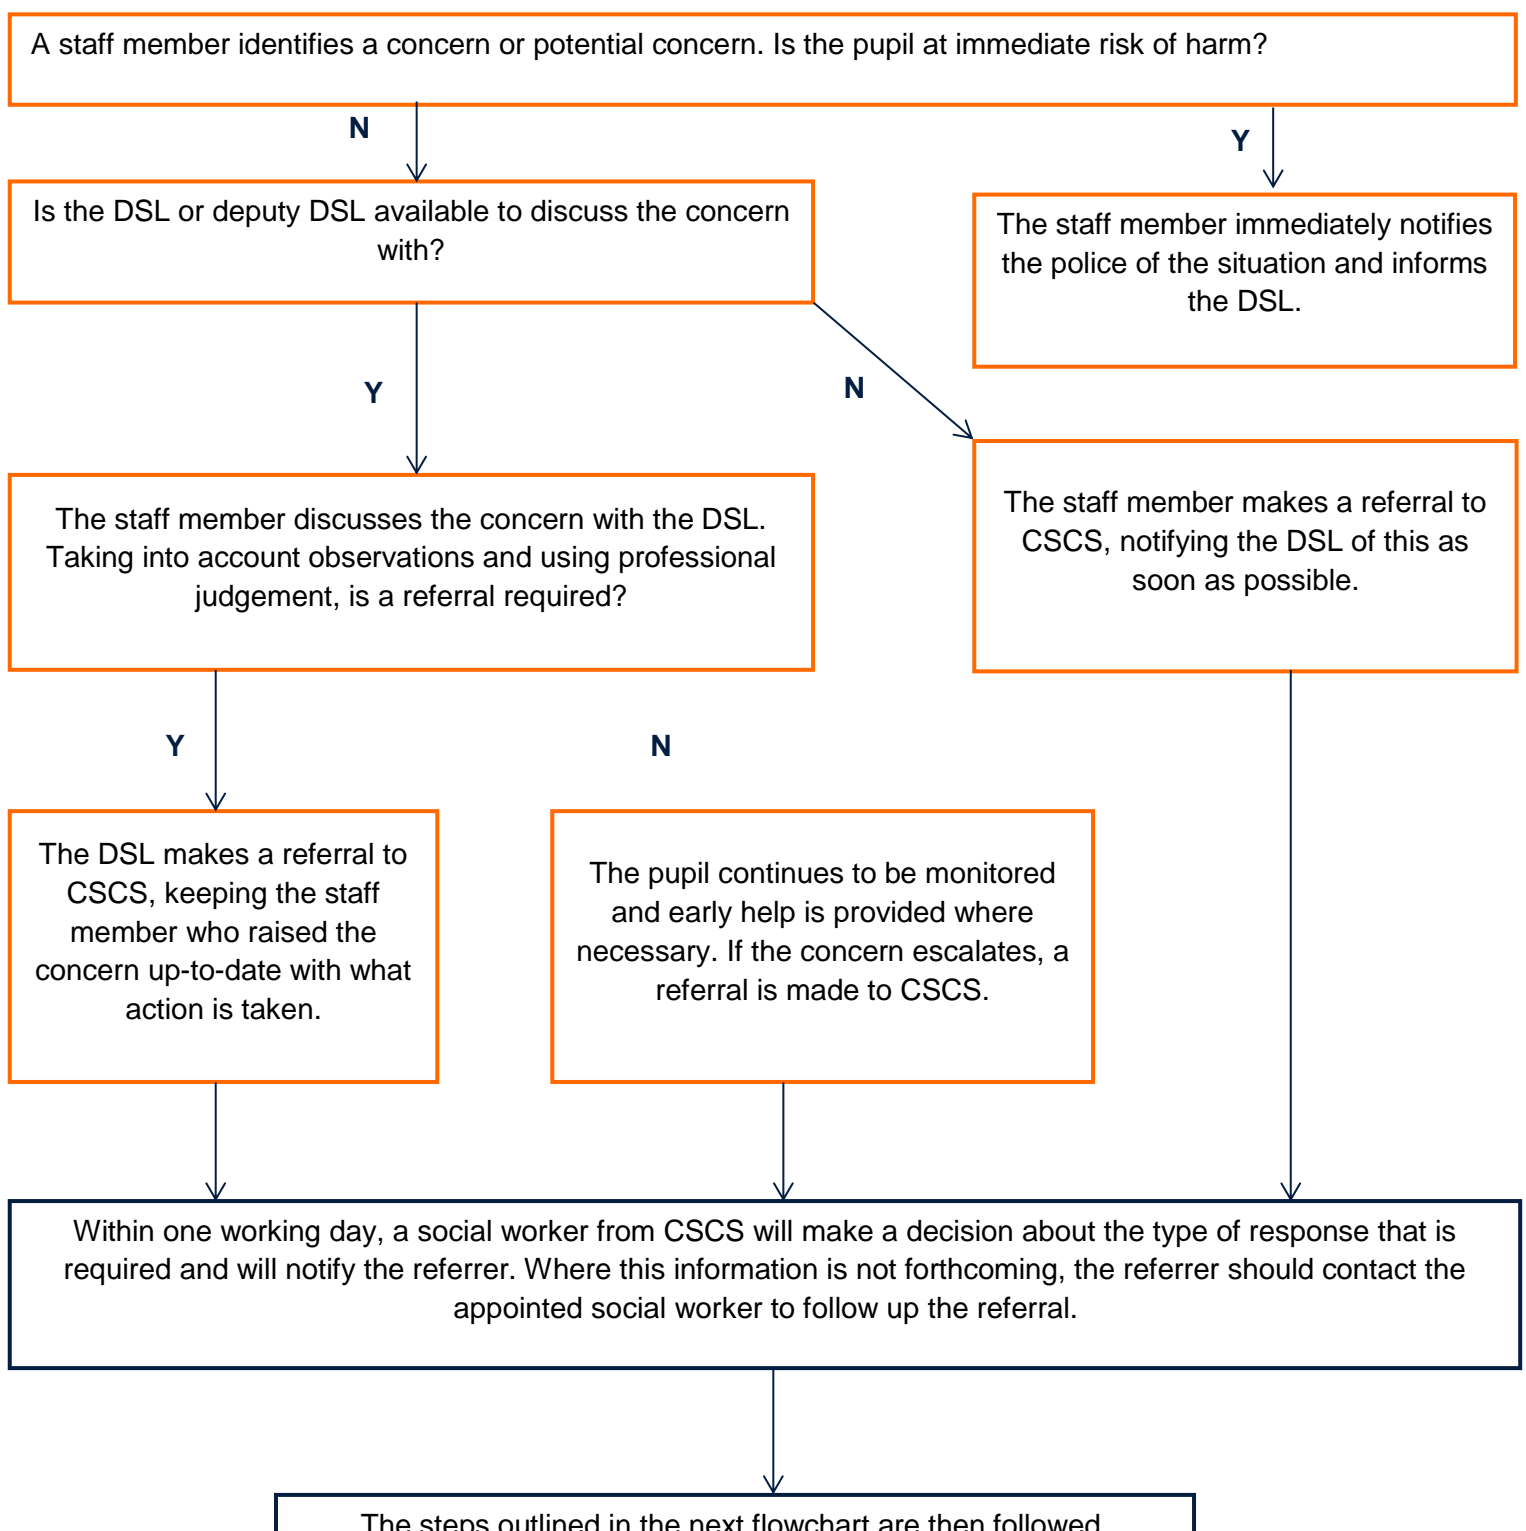 A staff member identifies a concern or potential concern. Is the pupil at immediate risk of harm?
N
Y
Is the DSL or deputy DSL available to discuss the concern
with?
The staff member immediately notifies
the police of the situation and informs
the DSL.
Y
N
The staff member discusses the concern with the DSL.
Taking into account observations and using professional
judgement, is a referral required?
The staff member makes a referral to
CSCS, notifying the DSL of this as
soon as possible.
Y
N
The DSL makes a referral to
CSCS, keeping the staff
member who raised the
concern up-to-date with what
action is taken.
The pupil continues to be monitored
and early help is provided where
necessary. If the concern escalates, a
referral is made to CSCS.
Within one working day, a social worker from CSCS will make a decision about the type of response that is
required and will notify the referrer. Where this information is not forthcoming, the referrer should contact the
appointed social worker to follow up the referral.
The steps outlined in the next flowchart are then followed